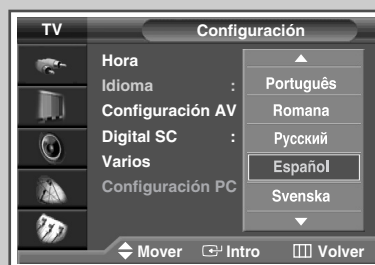 TV Configuración
Hora
Idioma :
Configuración AV
Digital SC :
Varios
Configuración PC
Português
Romana
Русский
Español
Svenska
Mover Intro Volver